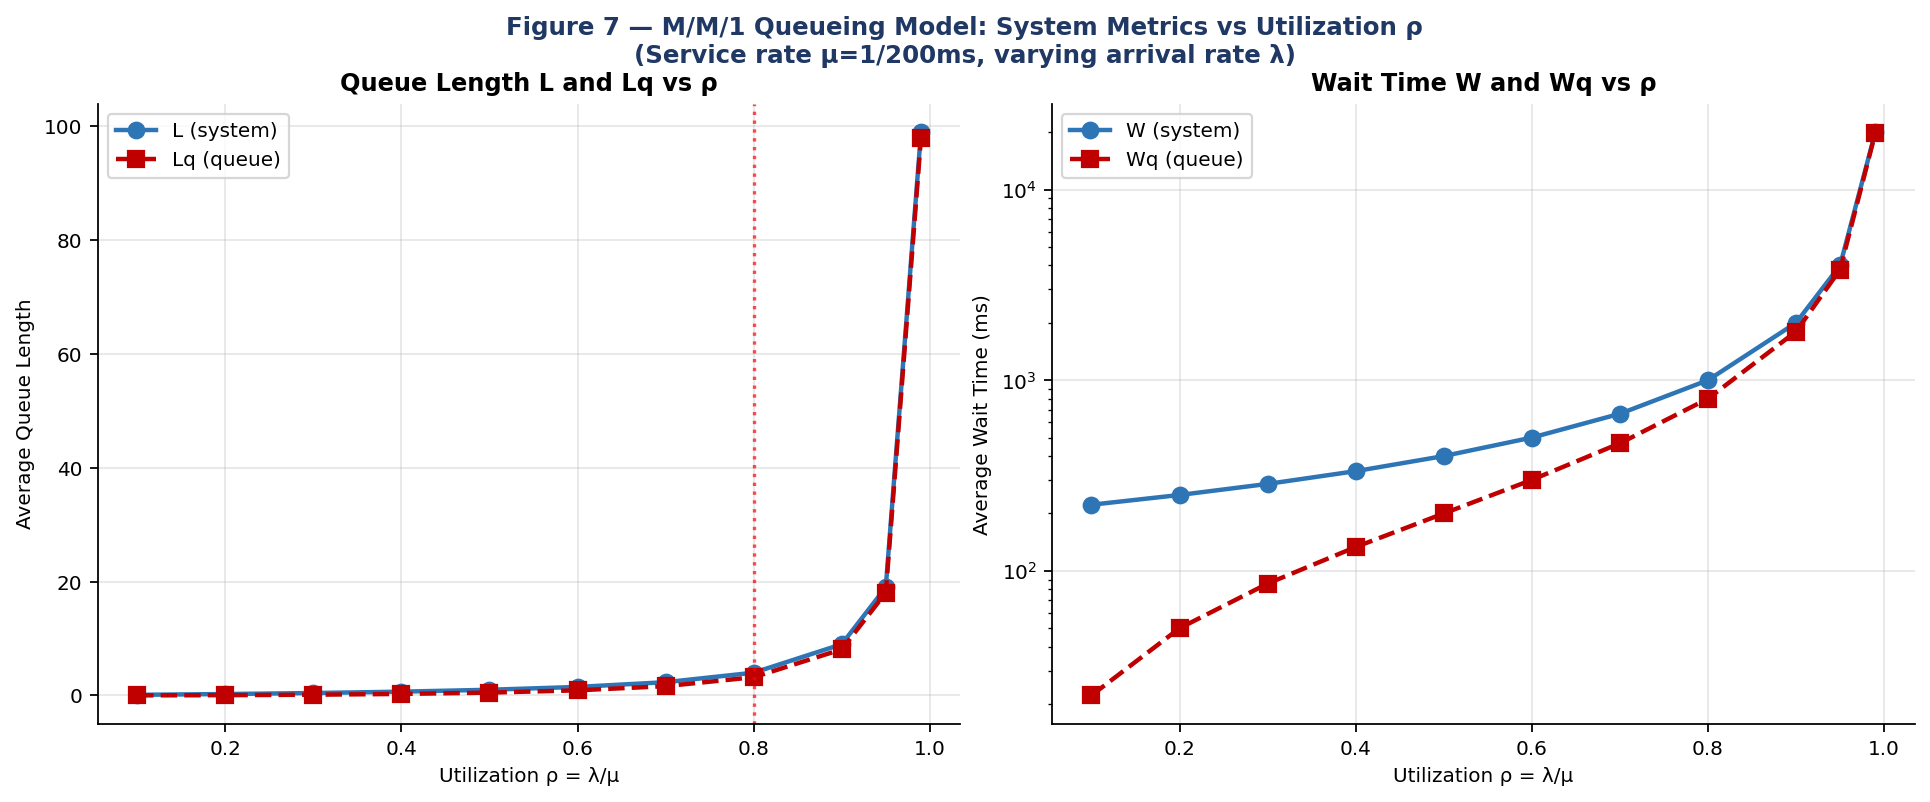 Figure 7 — M/M/1 Queueing Model: System Metrics vs Utilization ρ
(Service rate μ=1/200ms, varying arrival rate λ)
Queue Length L and Lq vs ρ
L (system)
Lq (queue)
Average Queue Length
100
80
60
40
20
0
0.2
0.4
0.6
0.8
1.0
Utilization ρ = λ/μ
Wait Time W and Wq vs ρ
W (system)
Wq (queue)
Average Wait Time (ms)
10⁴
10³
10²
0.2
0.4
0.6
0.8
1.0
Utilization ρ = λ/μ